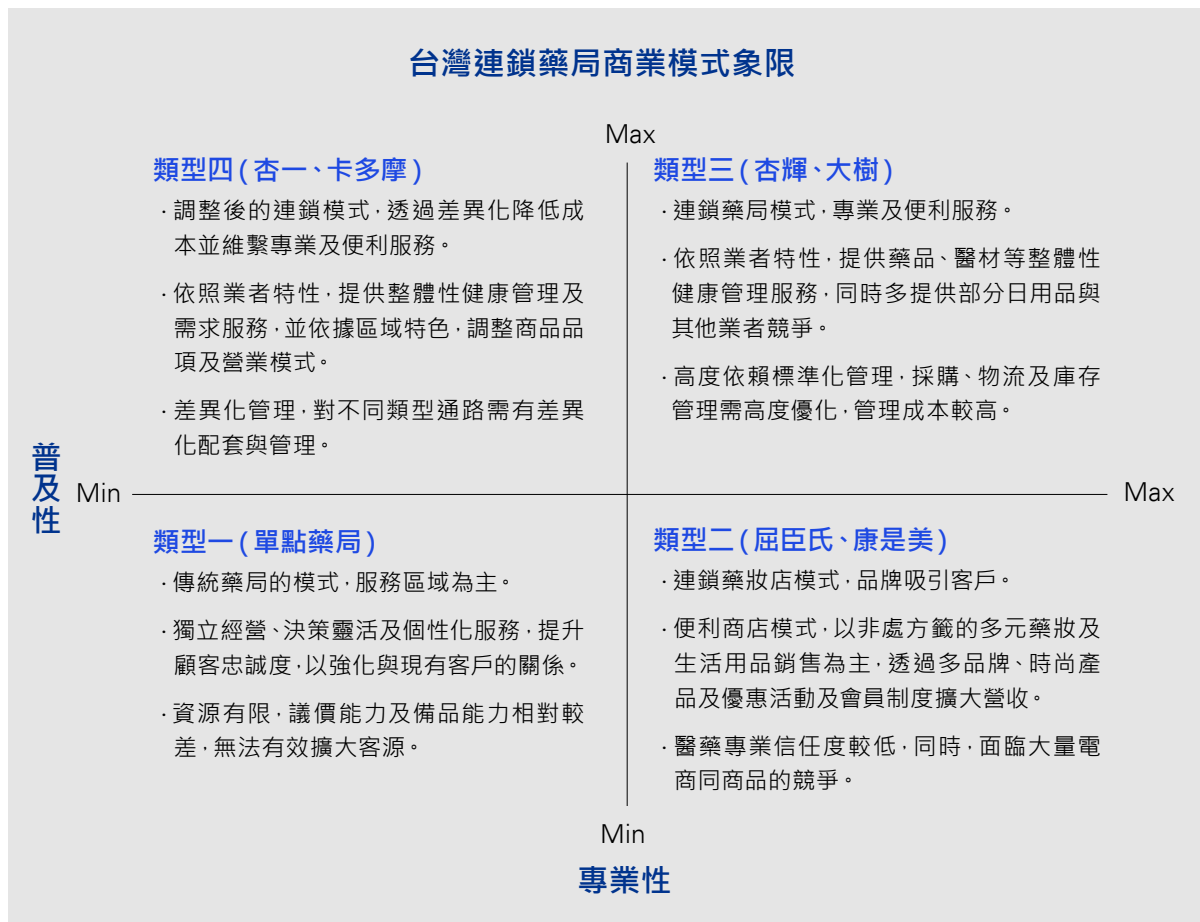 台灣連鎖藥局商業模式象限
Max
類型四(杏一、卡多摩)
·調整後的連鎖模式,透過差異化降低成
本並維繫專業及便利服務。
·依照業者特性,提供整體性健康管理及
需求服務,並依據區域特色,調整商品品
項及營業模式。
·差異化管理,對不同類型通路需有差異
化配套與管理。
類型三(杏輝、大樹)
·連鎖藥局模式,專業及便利服務。
·依照業者特性,提供藥品、醫材等整體性
健康管理服務,同時多提供部分日用品與
其他業者競爭。
·高度依賴標準化管理,採購、物流及庫存
管理需高度優化,管理成本較高。
普及性
Min
Max
類型一(單點藥局)
·傳統藥局的模式,服務區域為主。
·獨立經營、決策靈活及個性化服務,提升
顧客忠誠度,以強化與現有客戶的關係。
·資源有限,議價能力及備品能力相對較
差,無法有效擴大客源。
類型二(屈臣氏、康是美)
·連鎖藥妝店模式,品牌吸引客戶。
·便利商店模式,以非處方籤的多元藥妝及
生活用品銷售為主,透過多品牌、時尚產
品及優惠活動及會員制度擴大營收。
·醫藥專業信任度較低,同時,面臨大量電
商同商品的競爭。
Min
專業性